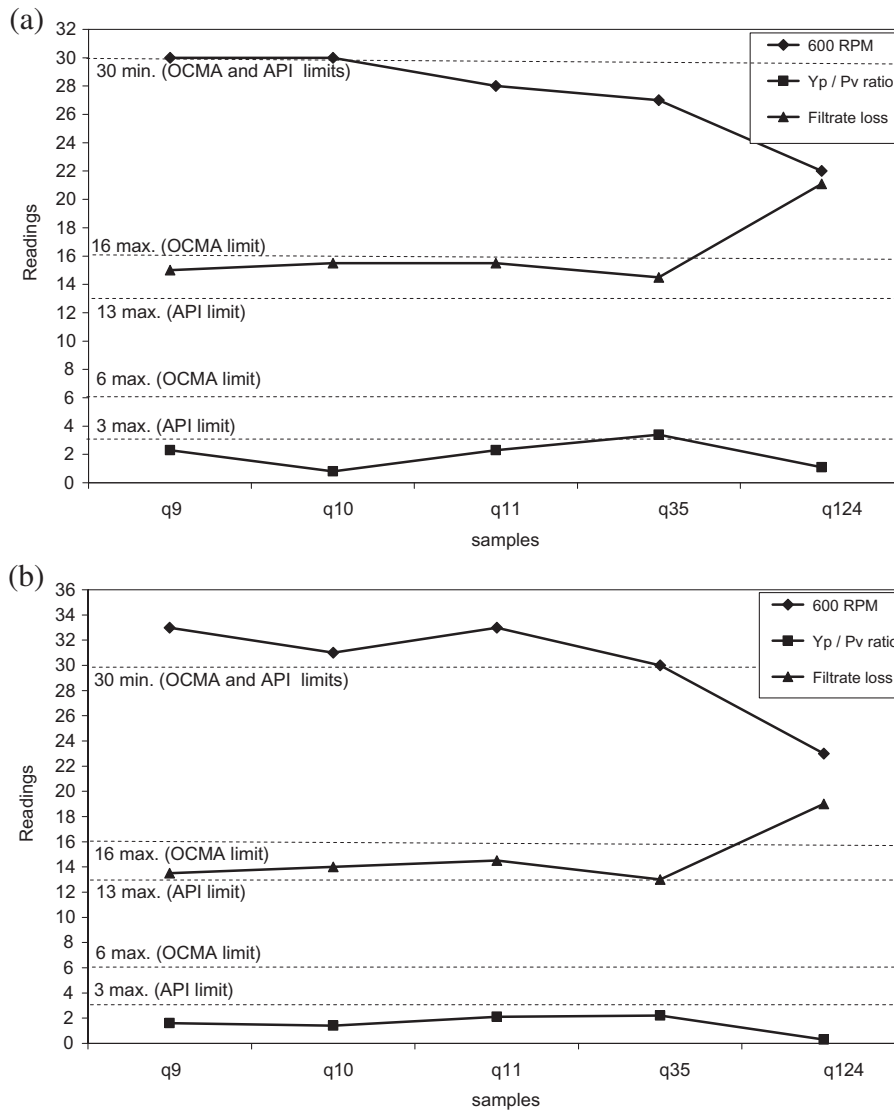 (a)
32
30
28
26
24
22
20
18
16
14
12
10
8
6
4
2
0
Readings
30 min. (OCMA and API limits)
16 max. (OCMA limit)
13 max. (API limit)
6 max. (OCMA limit)
3 max. (API limit)
600 RPM
Yp / Pv ratio
Filtrate loss
q9 q10 q11 q35 q124
samples
(b)
36
34
32
30
28
26
24
22
20
18
16
14
12
10
8
6
4
2
0
Readings
30 min. (OCMA and API limits)
16 max. (OCMA limit)
13 max. (API limit)
6 max. (OCMA limit)
3 max. (API limit)
600 RPM
Yp / Pv ratio
Filtrate loss
q9 q10 q11 q35 q124
samples